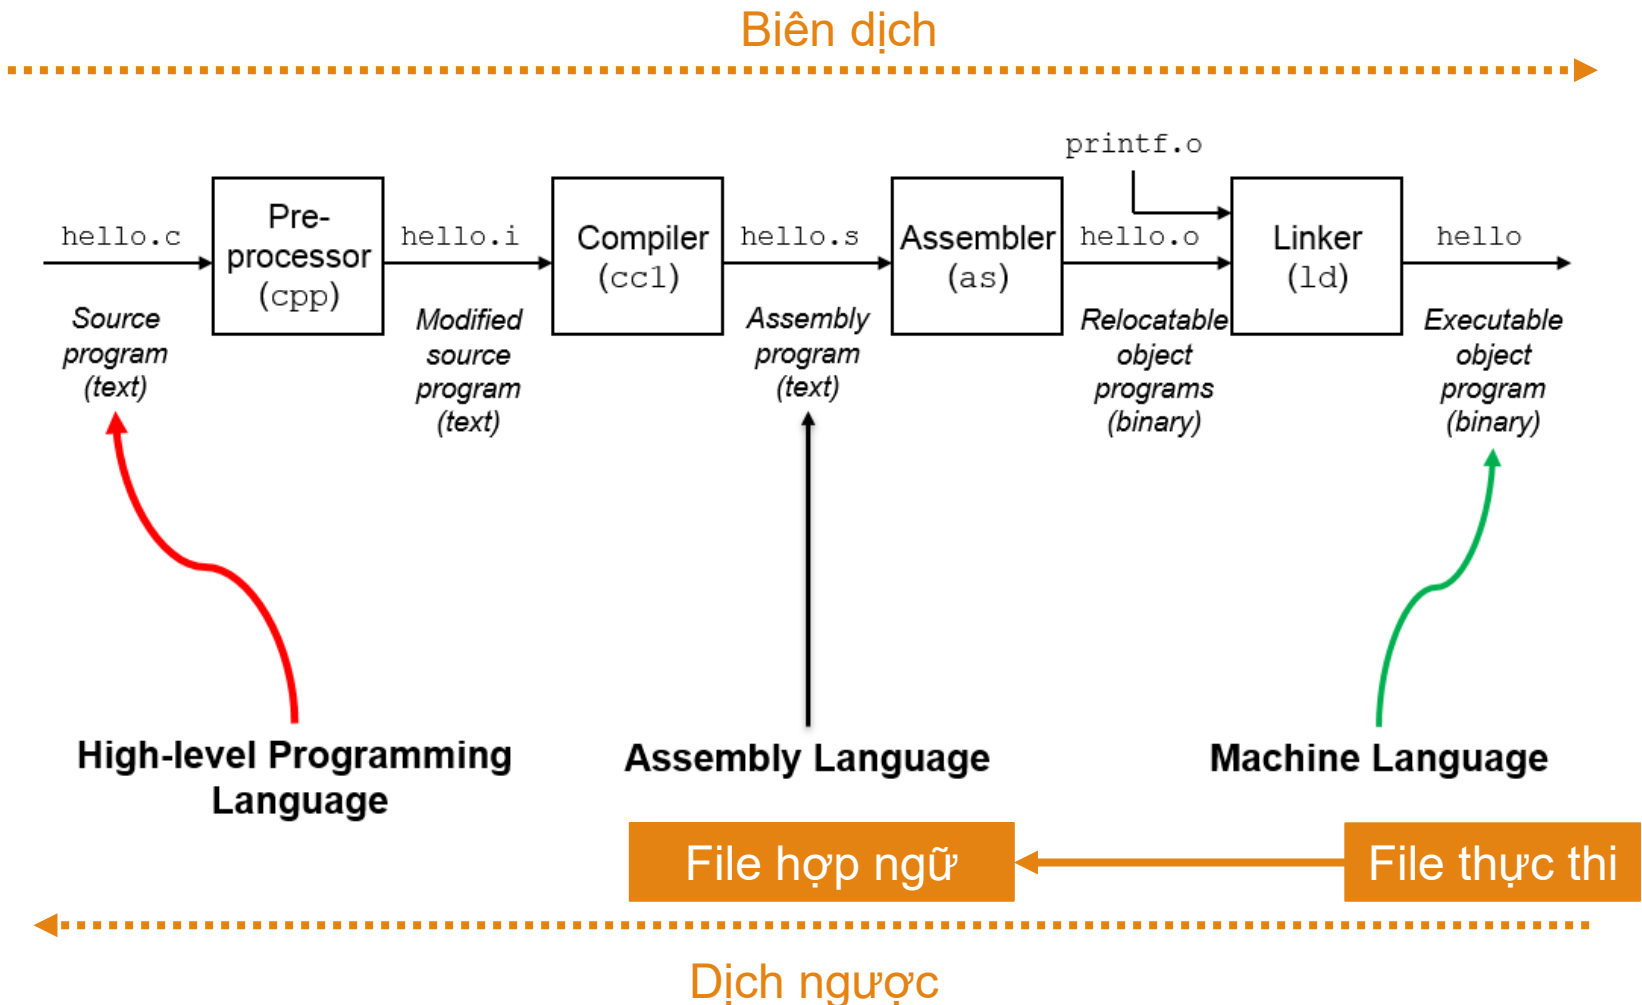 Biên dịch
printf.o
hello.c
Pre-
processor
(cpp)
hello.i
Compiler
(cc1)
hello.s
Assembler
(as)
hello.o
Linker
(ld)
hello
Source
program
(text)
Modified
source
program
(text)
Assembly
program
(text)
Relocatable
object
programs
(binary)
Executable
object
program
(binary)
High-level Programming
Language
Assembly Language
Machine Language
File hợp ngữ
File thực thi
Dịch ngược